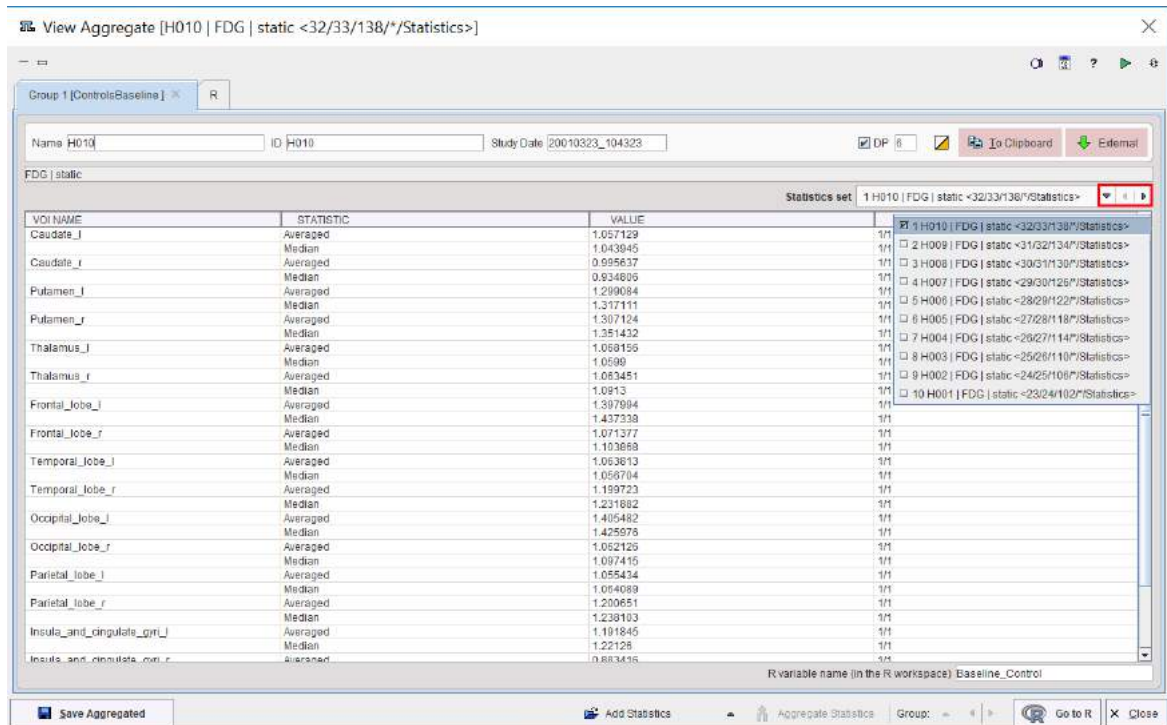 View Aggregate [H010 | FDG | static <32/33/138/*/Statistics>]
Group 1 [ControlsBaseline ] R
Name H010 ID H010 Study Date 20010323_104323 DP 6 To Clipboard External
FDG | static
Statistics set 1 H010 | FDG | static <32/33/138/*/Statistics>
VOI NAME STATISTIC VALUE
1 H010 | FDG | static <32/33/138/*/Statistics>
2 H009 | FDG | static <31/32/134/*/Statistics>
3 H008 | FDG | static <30/31/130/*/Statistics>
4 H007 | FDG | static <29/30/126/*/Statistics>
5 H006 | FDG | static <28/29/122/*/Statistics>
6 H005 | FDG | static <27/28/118/*/Statistics>
7 H004 | FDG | static <26/27/114/*/Statistics>
8 H003 | FDG | static <25/26/110/*/Statistics>
9 H002 | FDG | static <24/25/106/*/Statistics>
10 H001 | FDG | static <23/24/102/*/Statistics>
Caudate_l Averaged 1.057129 1/1
Median 1.043945 1/1
Caudate_r Averaged 0.995637 1/1
Median 0.934806 1/1
Putamen_l Averaged 1.299084 1/1
Median 1.317111 1/1
Putamen_r Averaged 1.307124 1/1
Median 1.351432 1/1
Thalamus_l Averaged 1.068156 1/1
Median 1.0599 1/1
Thalamus_r Averaged 1.063451 1/1
Median 1.0913 1/1
Frontal_lobe_l Averaged 1.397994 1/1
Median 1.437338 1/1
Frontal_lobe_r Averaged 1.071377 1/1
Median 1.103868 1/1
Temporal_lobe_l Averaged 1.063813 1/1
Median 1.056704 1/1
Temporal_lobe_r Averaged 1.199723 1/1
Median 1.231882 1/1
Occipital_lobe_l Averaged 1.405482 1/1
Median 1.425976 1/1
Occipital_lobe_r Averaged 1.062126 1/1
Median 1.097415 1/1
Parietal_lobe_l Averaged 1.055434 1/1
Median 1.064089 1/1
Parietal_lobe_r Averaged 1.200651 1/1
Median 1.238103 1/1
Insula_and_cingulate_gyri_l Averaged 1.191845 1/1
Median 1.22126 1/1
Insula_and_cingulate_gyri_r Averaged 0.883416 1/1
R variable name (in the R workspace) Baseline_Control
Save Aggregated Add Statistics Aggregate Statistics Group: Go to R Close